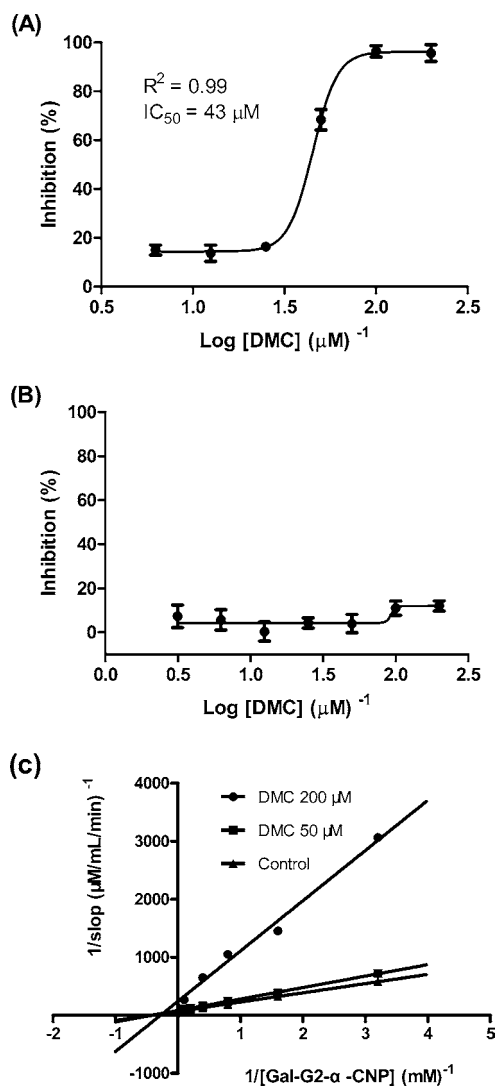 (A)
100
80
60
40
20
0
R² = 0.99
IC₅₀ = 43 µM
Inhibition (%)
0.5 1.0 1.5 2.0 2.5
Log [DMC] (µM) ⁻¹
(B)
100
80
60
40
20
0
Inhibition (%)
0.0 0.5 1.0 1.5 2.0 2.5
Log [DMC] (µM) ⁻¹
(c)
4000
3000
2000
1000
-1000
1/slop (µM/mL/min) ⁻¹
DMC 200 µM
DMC 50 µM
Control
-2 -1 0 1 2 3 4 5
1/[Gal-G2-α -CNP] (mM)⁻¹